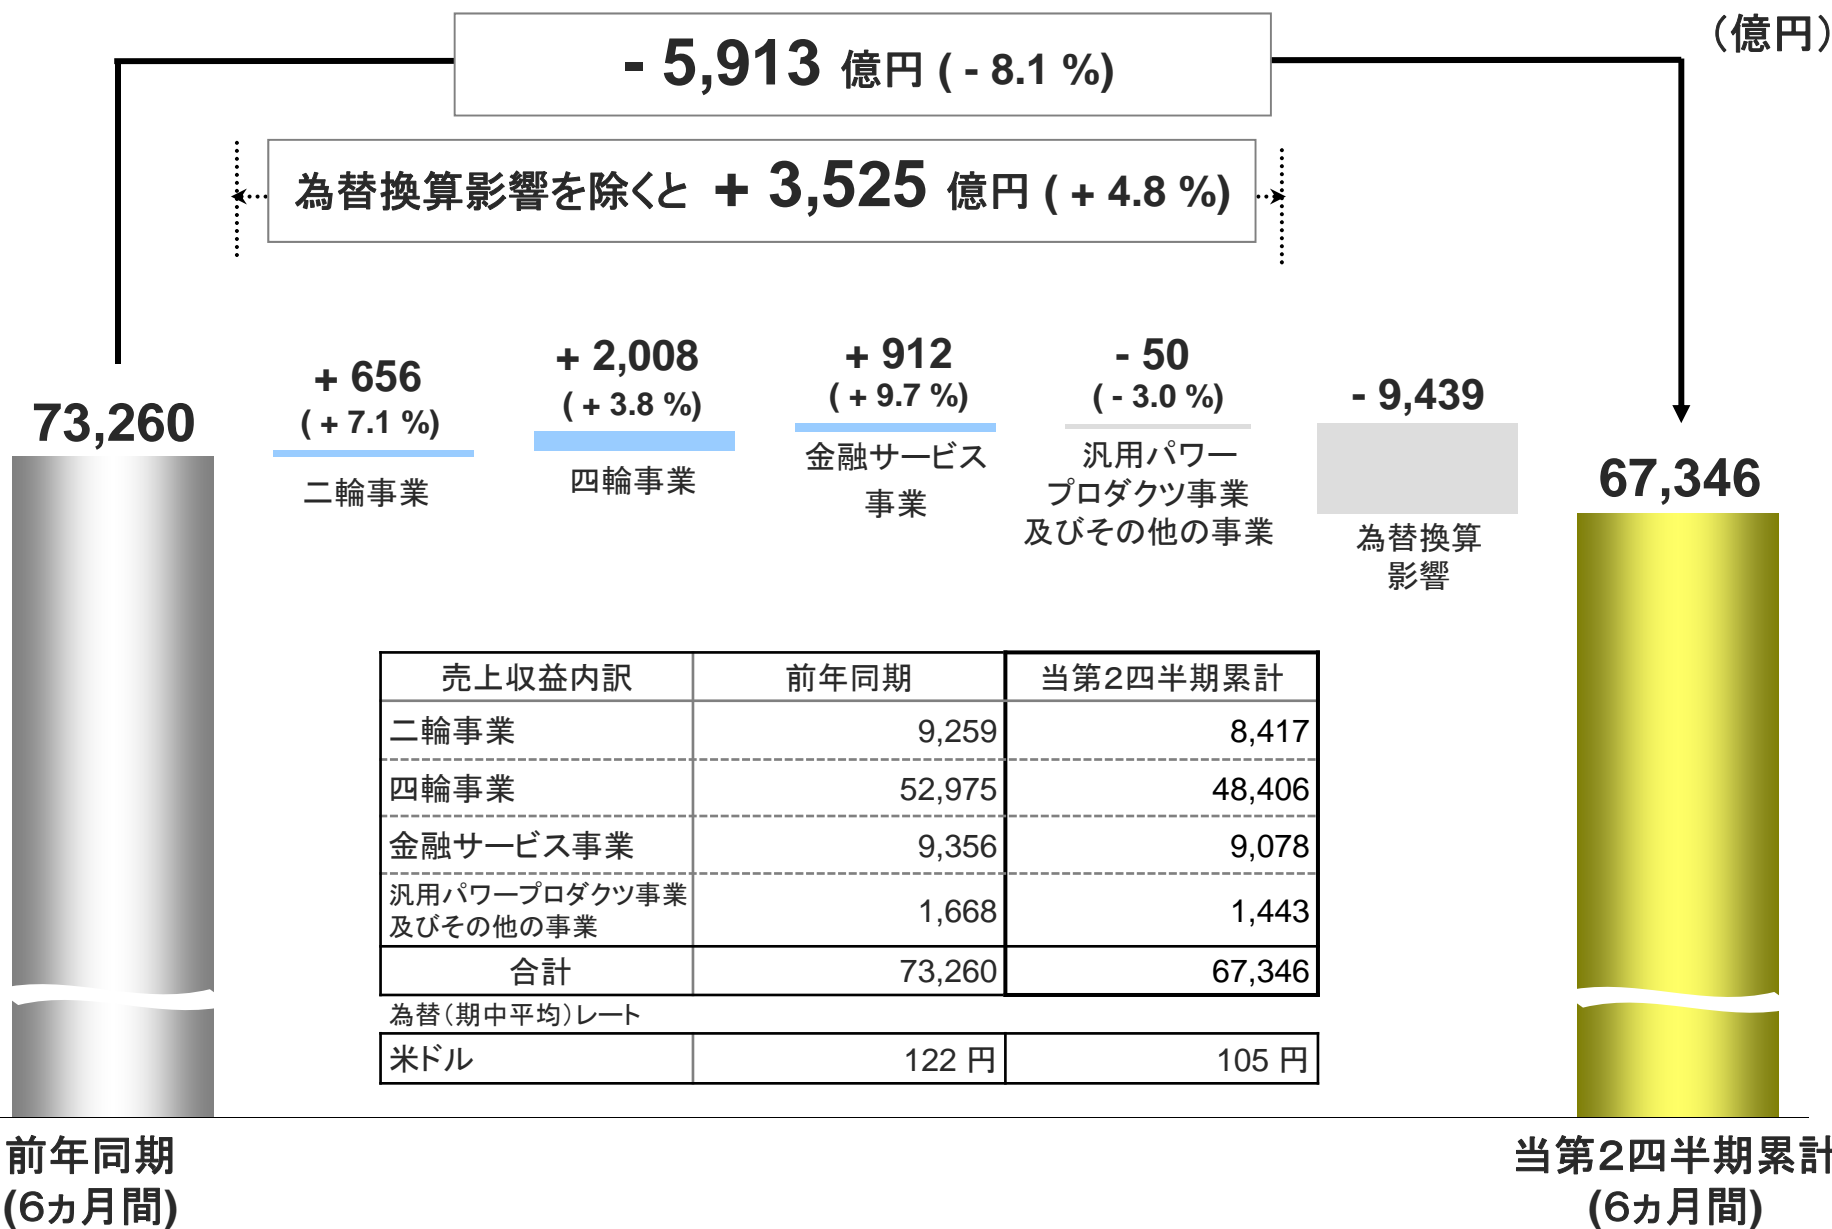 （億円）
- 5,913 億円 ( - 8.1 %)
為替換算影響を除くと + 3,525 億円 ( + 4.8 %)
73,260
+ 656
( + 7.1 %)
二輪事業
+ 2,008
( + 3.8 %)
四輪事業
+ 912
( + 9.7 %)
金融サービス
事業
- 50
( - 3.0 %)
汎用パワー
プロダクツ事業
及びその他の事業
- 9,439
為替換算
影響
67,346
売上収益内訳 前年同期 当第２四半期累計
二輪事業 9,259 8,417
四輪事業 52,975 48,406
金融サービス事業 9,356 9,078
汎用パワープロダクツ事業
及びその他の事業 1,668 1,443
合計 73,260 67,346
為替（期中平均）レート
米ドル 122 円 105 円
前年同期
(6ヵ月間)
当第２四半期累計
(6ヵ月間)